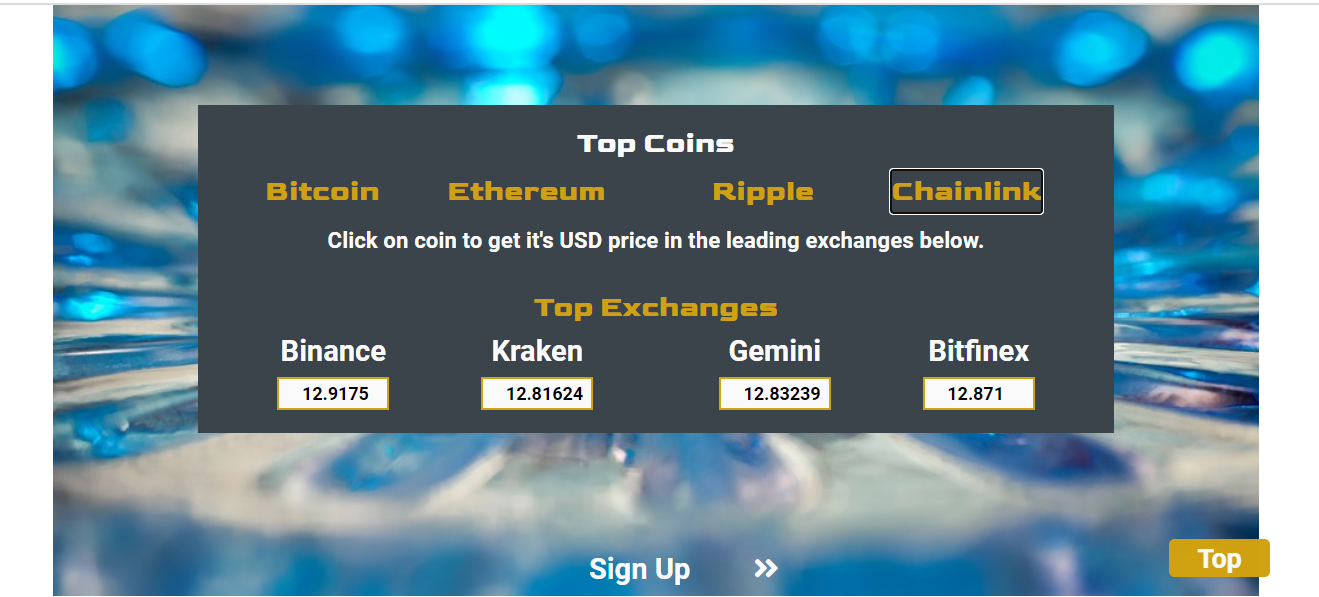 Top Coins
Bitcoin Ethereum Ripple Chainlink
Click on coin to get it's USD price in the leading exchanges below.
Top Exchanges
Binance Kraken Gemini Bitfinex
12.9175 12.81624 12.83239 12.871
Sign Up »
Top